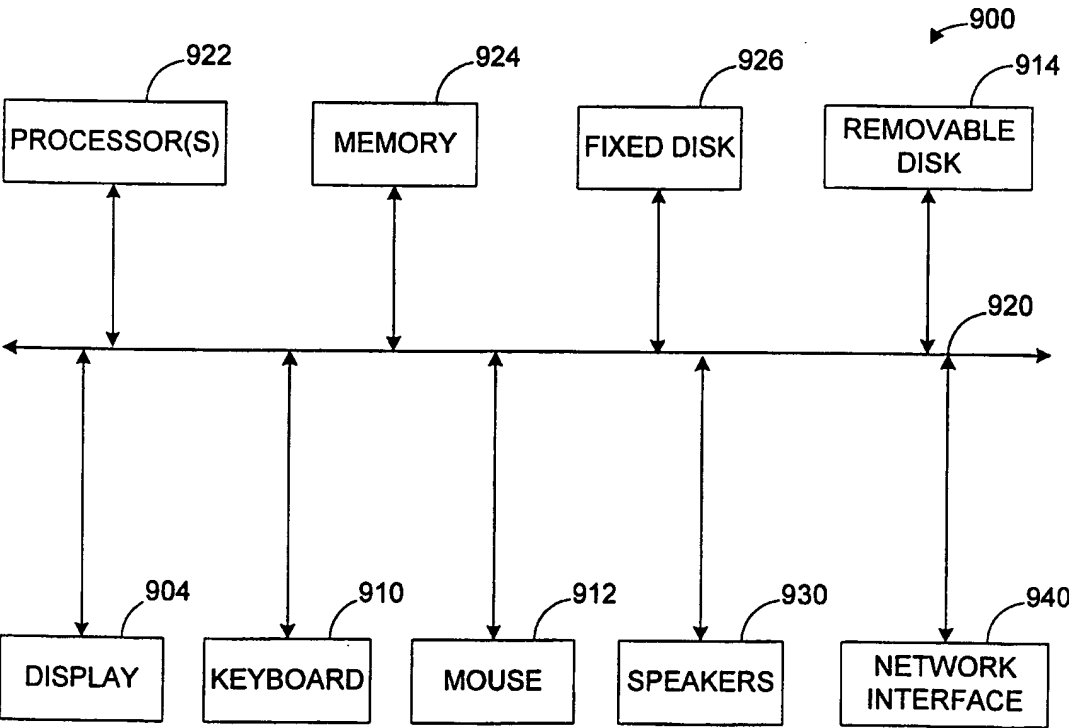 900
922
924
926
914
PROCESSOR(S)
MEMORY
FIXED DISK
REMOVABLE
DISK
920
904
910
912
930
940
DISPLAY
KEYBOARD
MOUSE
SPEAKERS
NETWORK
INTERFACE